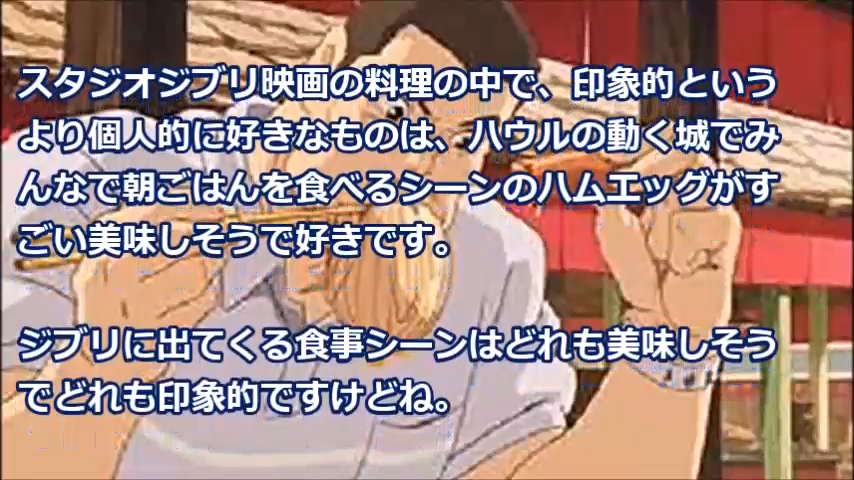 スタジオジブリ映画の料理の中で、印象的という
より個人的に好きなものは、ハウルの動く城でみ
んなで朝ごはんを食べるシーンのハムエッグがす
ごい美味しそうで好きです。
ジブリに出てくる食事シーンはどれも美味しそう
でどれも印象的ですけどね。